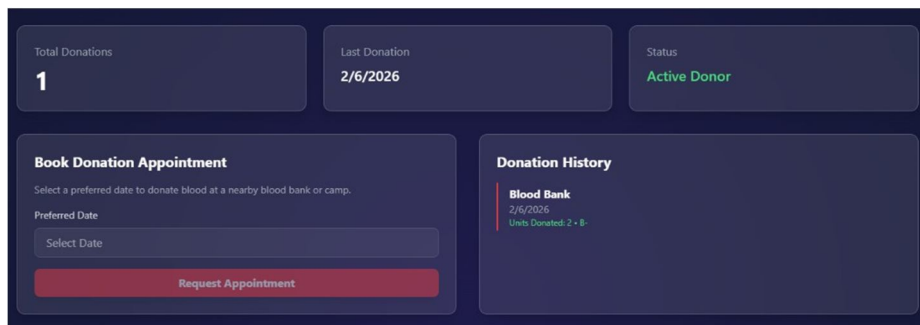 Total Donations
1
Last Donation
2/6/2026
Status
Active Donor
Book Donation Appointment
Select a preferred date to donate blood at a nearby blood bank or camp.
Preferred Date
Select Date
Request Appointment
Donation History
Blood Bank
2/6/2026
Units Donated: 2 • B-